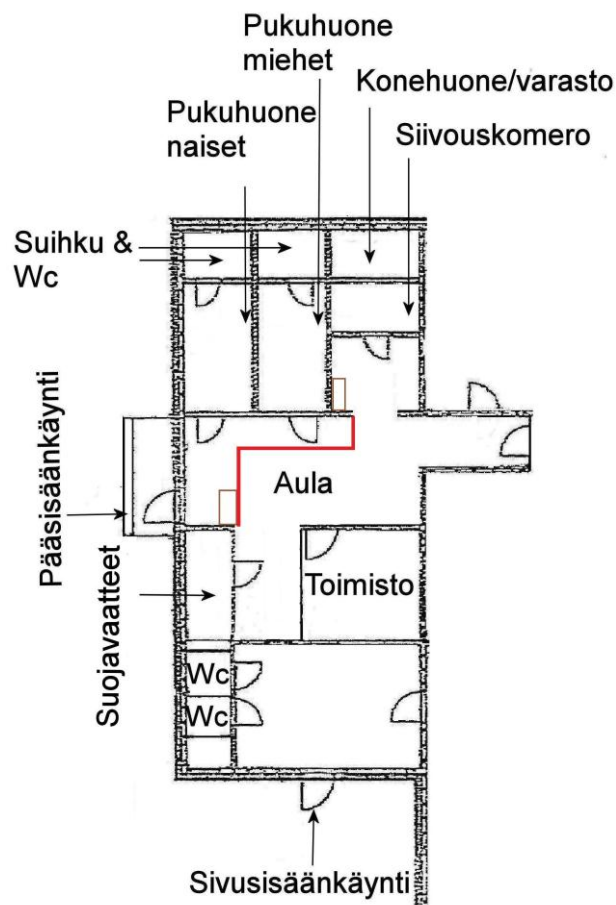 Pukuhuone
miehet
Konehuone/varasto
Pukuhuone
naiset
Siivouskomero
Suihku &
Wc
Pääsisäänkäynti
Aula
Suojavaatteet
Toimisto
Wc
Wc
Sivusisäänkäynti